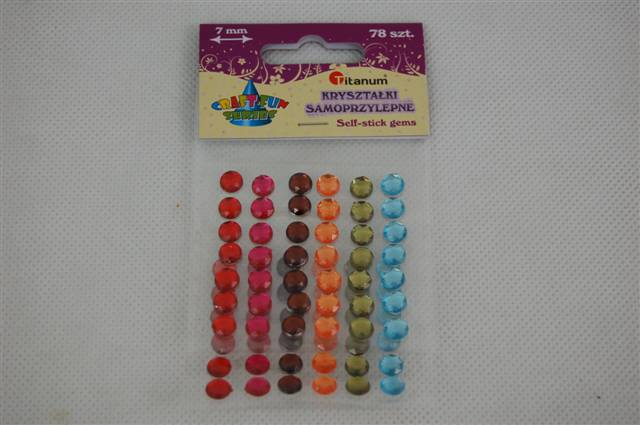 7 mm
78 szt.
Titanum
CRAFT-FUN
SERIES
KRYSZTAŁKI
SAMOPRZYLEPNE
Self-stick gems